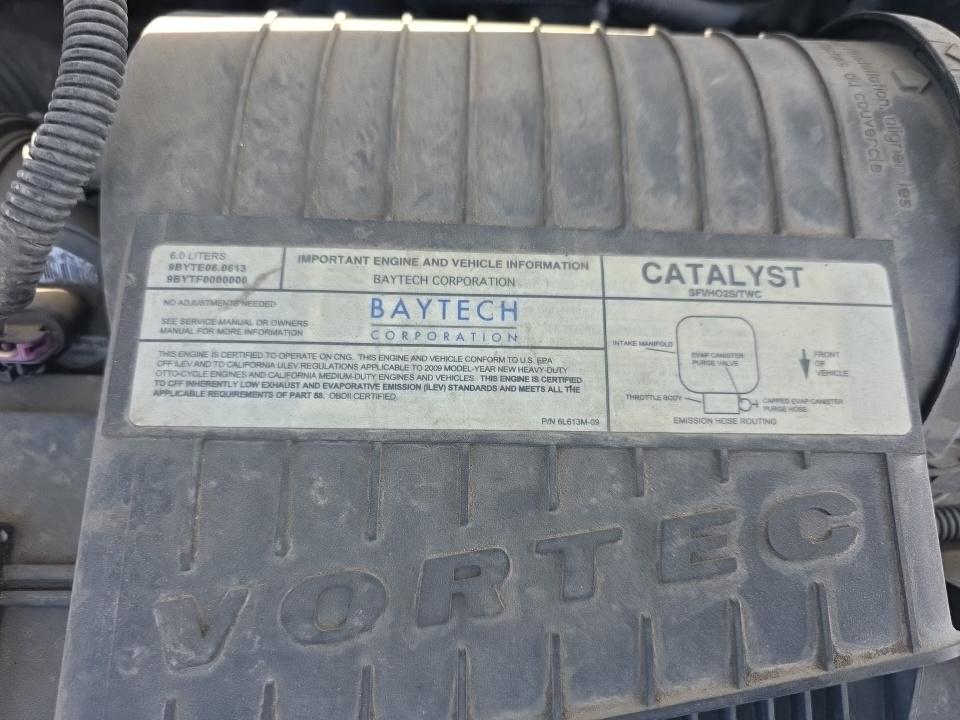 installation, aligner les
clés du couvercle
6.0 LITERS
9BYTE06.0613
9BYTF0000000
IMPORTANT ENGINE AND VEHICLE INFORMATION
BAYTECH CORPORATION
CATALYST
SFI/HO2S/TWC
NO ADJUSTMENTS NEEDED
SEE SERVICE MANUAL OR OWNERS
MANUAL FOR MORE INFORMATION
BAYTECH
CORPORATION
THIS ENGINE IS CERTIFIED TO OPERATE ON CNG. THIS ENGINE AND VEHICLE CONFORM TO U.S. EPA
CFF ILEV AND TO CALIFORNIA ULEV REGULATIONS APPLICABLE TO 2009 MODEL-YEAR NEW HEAVY-DUTY
OTTO-CYCLE ENGINES AND CALIFORNIA MEDIUM-DUTY ENGINES AND VEHICLES. THIS ENGINE IS CERTIFIED
TO CFF INHERENTLY LOW EXHAUST AND EVAPORATIVE EMISSION (ILEV) STANDARDS AND MEETS ALL THE
APPLICABLE REQUIREMENTS OF PART 88. OBDII CERTIFIED.
P/N 6L613M-09
INTAKE MANIFOLD
EVAP CANISTER
PURGE VALVE
FRONT
OF
VEHICLE
THROTTLE BODY
CAPPED EVAP CANISTER
PURGE HOSE
EMISSION HOSE ROUTING
VORTEC